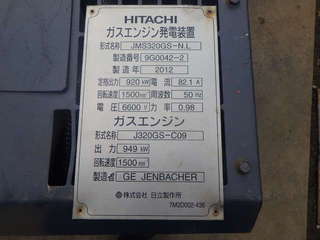 HITACHI
ガスエンジン発電装置
形式名称 JMS320GS-N.L
製造番号 9G0042-2
製造年 2012
定格出力 920 kW 電流 82.1 A
回転速度 1500 min⁻¹ 周波数 50 Hz
電圧 6600 V 力率 0.98
ガスエンジン
形式名称 J320GS-C09
出力 949 kW
回転速度 1500 min⁻¹
製造者 GE JENBACHER
株式会社 日立製作所
7M2D002-436